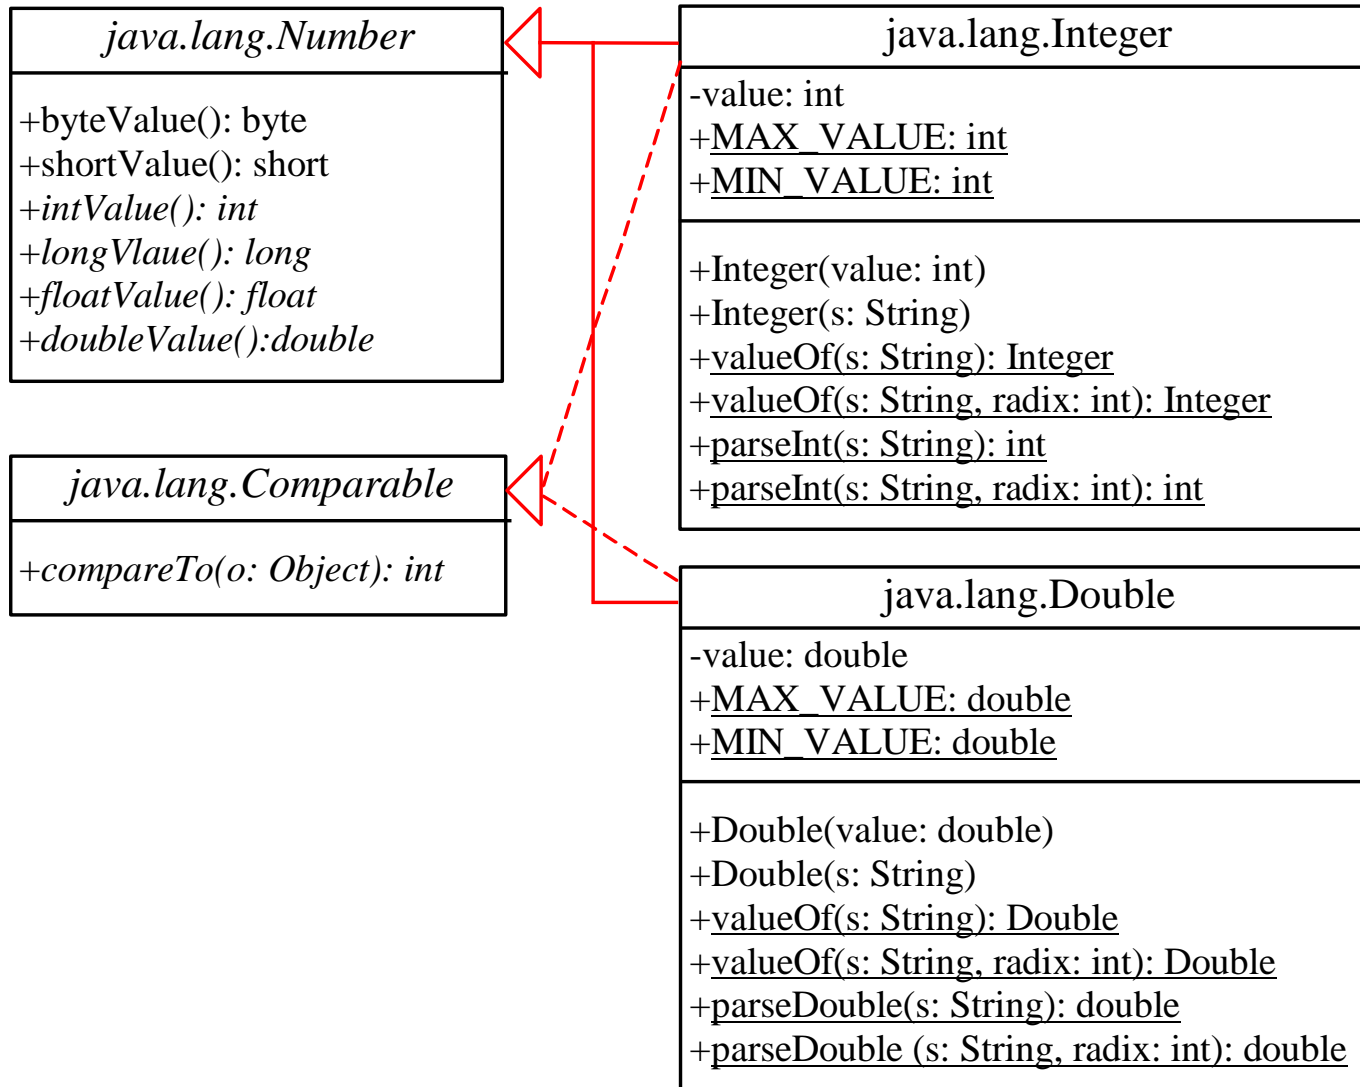 java.lang.Number
+byteValue(): byte
+shortValue(): short
+intValue(): int
+longVlaue(): long
+floatValue(): float
+doubleValue():double
java.lang.Comparable
+compareTo(o: Object): int
java.lang.Integer
-value: int
+MAX_VALUE: int
+MIN_VALUE: int
+Integer(value: int)
+Integer(s: String)
+valueOf(s: String): Integer
+valueOf(s: String, radix: int): Integer
+parseInt(s: String): int
+parseInt(s: String, radix: int): int
java.lang.Double
-value: double
+MAX_VALUE: double
+MIN_VALUE: double
+Double(value: double)
+Double(s: String)
+valueOf(s: String): Double
+valueOf(s: String, radix: int): Double
+parseDouble(s: String): double
+parseDouble (s: String, radix: int): double